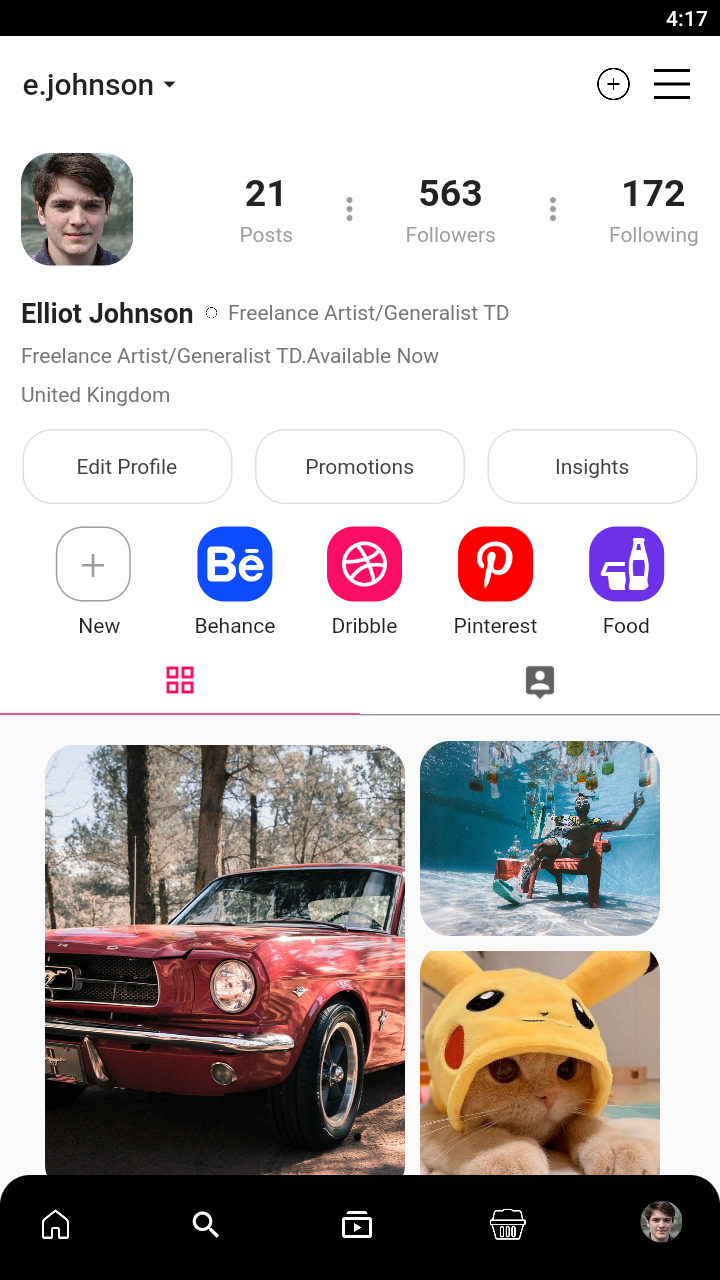 4:17
e.johnson
21
563
172
Posts
Followers
Following
Elliot Johnson Freelance Artist/Generalist TD
Freelance Artist/Generalist TD.Available Now
United Kingdom
Edit Profile
Promotions
Insights
Bē
New
Behance
Dribble
Pinterest
Food